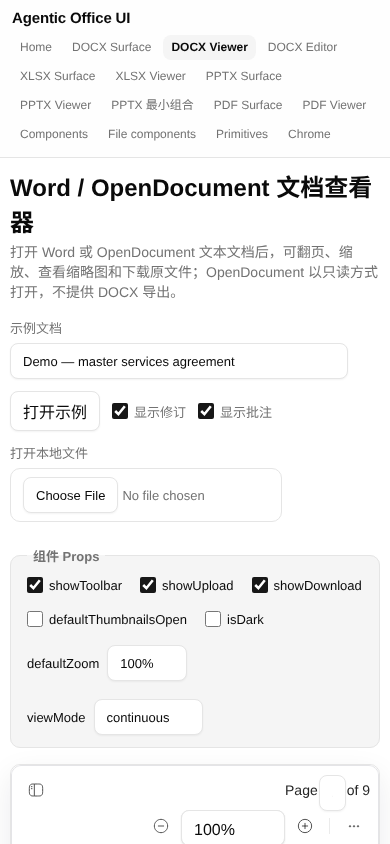 Agentic Office UI
Home DOCX Surface DOCX Viewer DOCX Editor
XLSX Surface XLSX Viewer PPTX Surface
PPTX Viewer PPTX 最小组合 PDF Surface PDF Viewer
Components File components Primitives Chrome
Word / OpenDocument 文档查看
器
打开 Word 或 OpenDocument 文本文档后，可翻页、缩
放、查看缩略图和下载原文件；OpenDocument 以只读方式
打开，不提供 DOCX 导出。
示例文档
Demo — master services agreement
打开示例 显示修订 显示批注
打开本地文件
Choose File No file chosen
组件 Props
showToolbar showUpload showDownload
defaultThumbnailsOpen isDark
defaultZoom 100%
viewMode continuous
Page of 9
100%